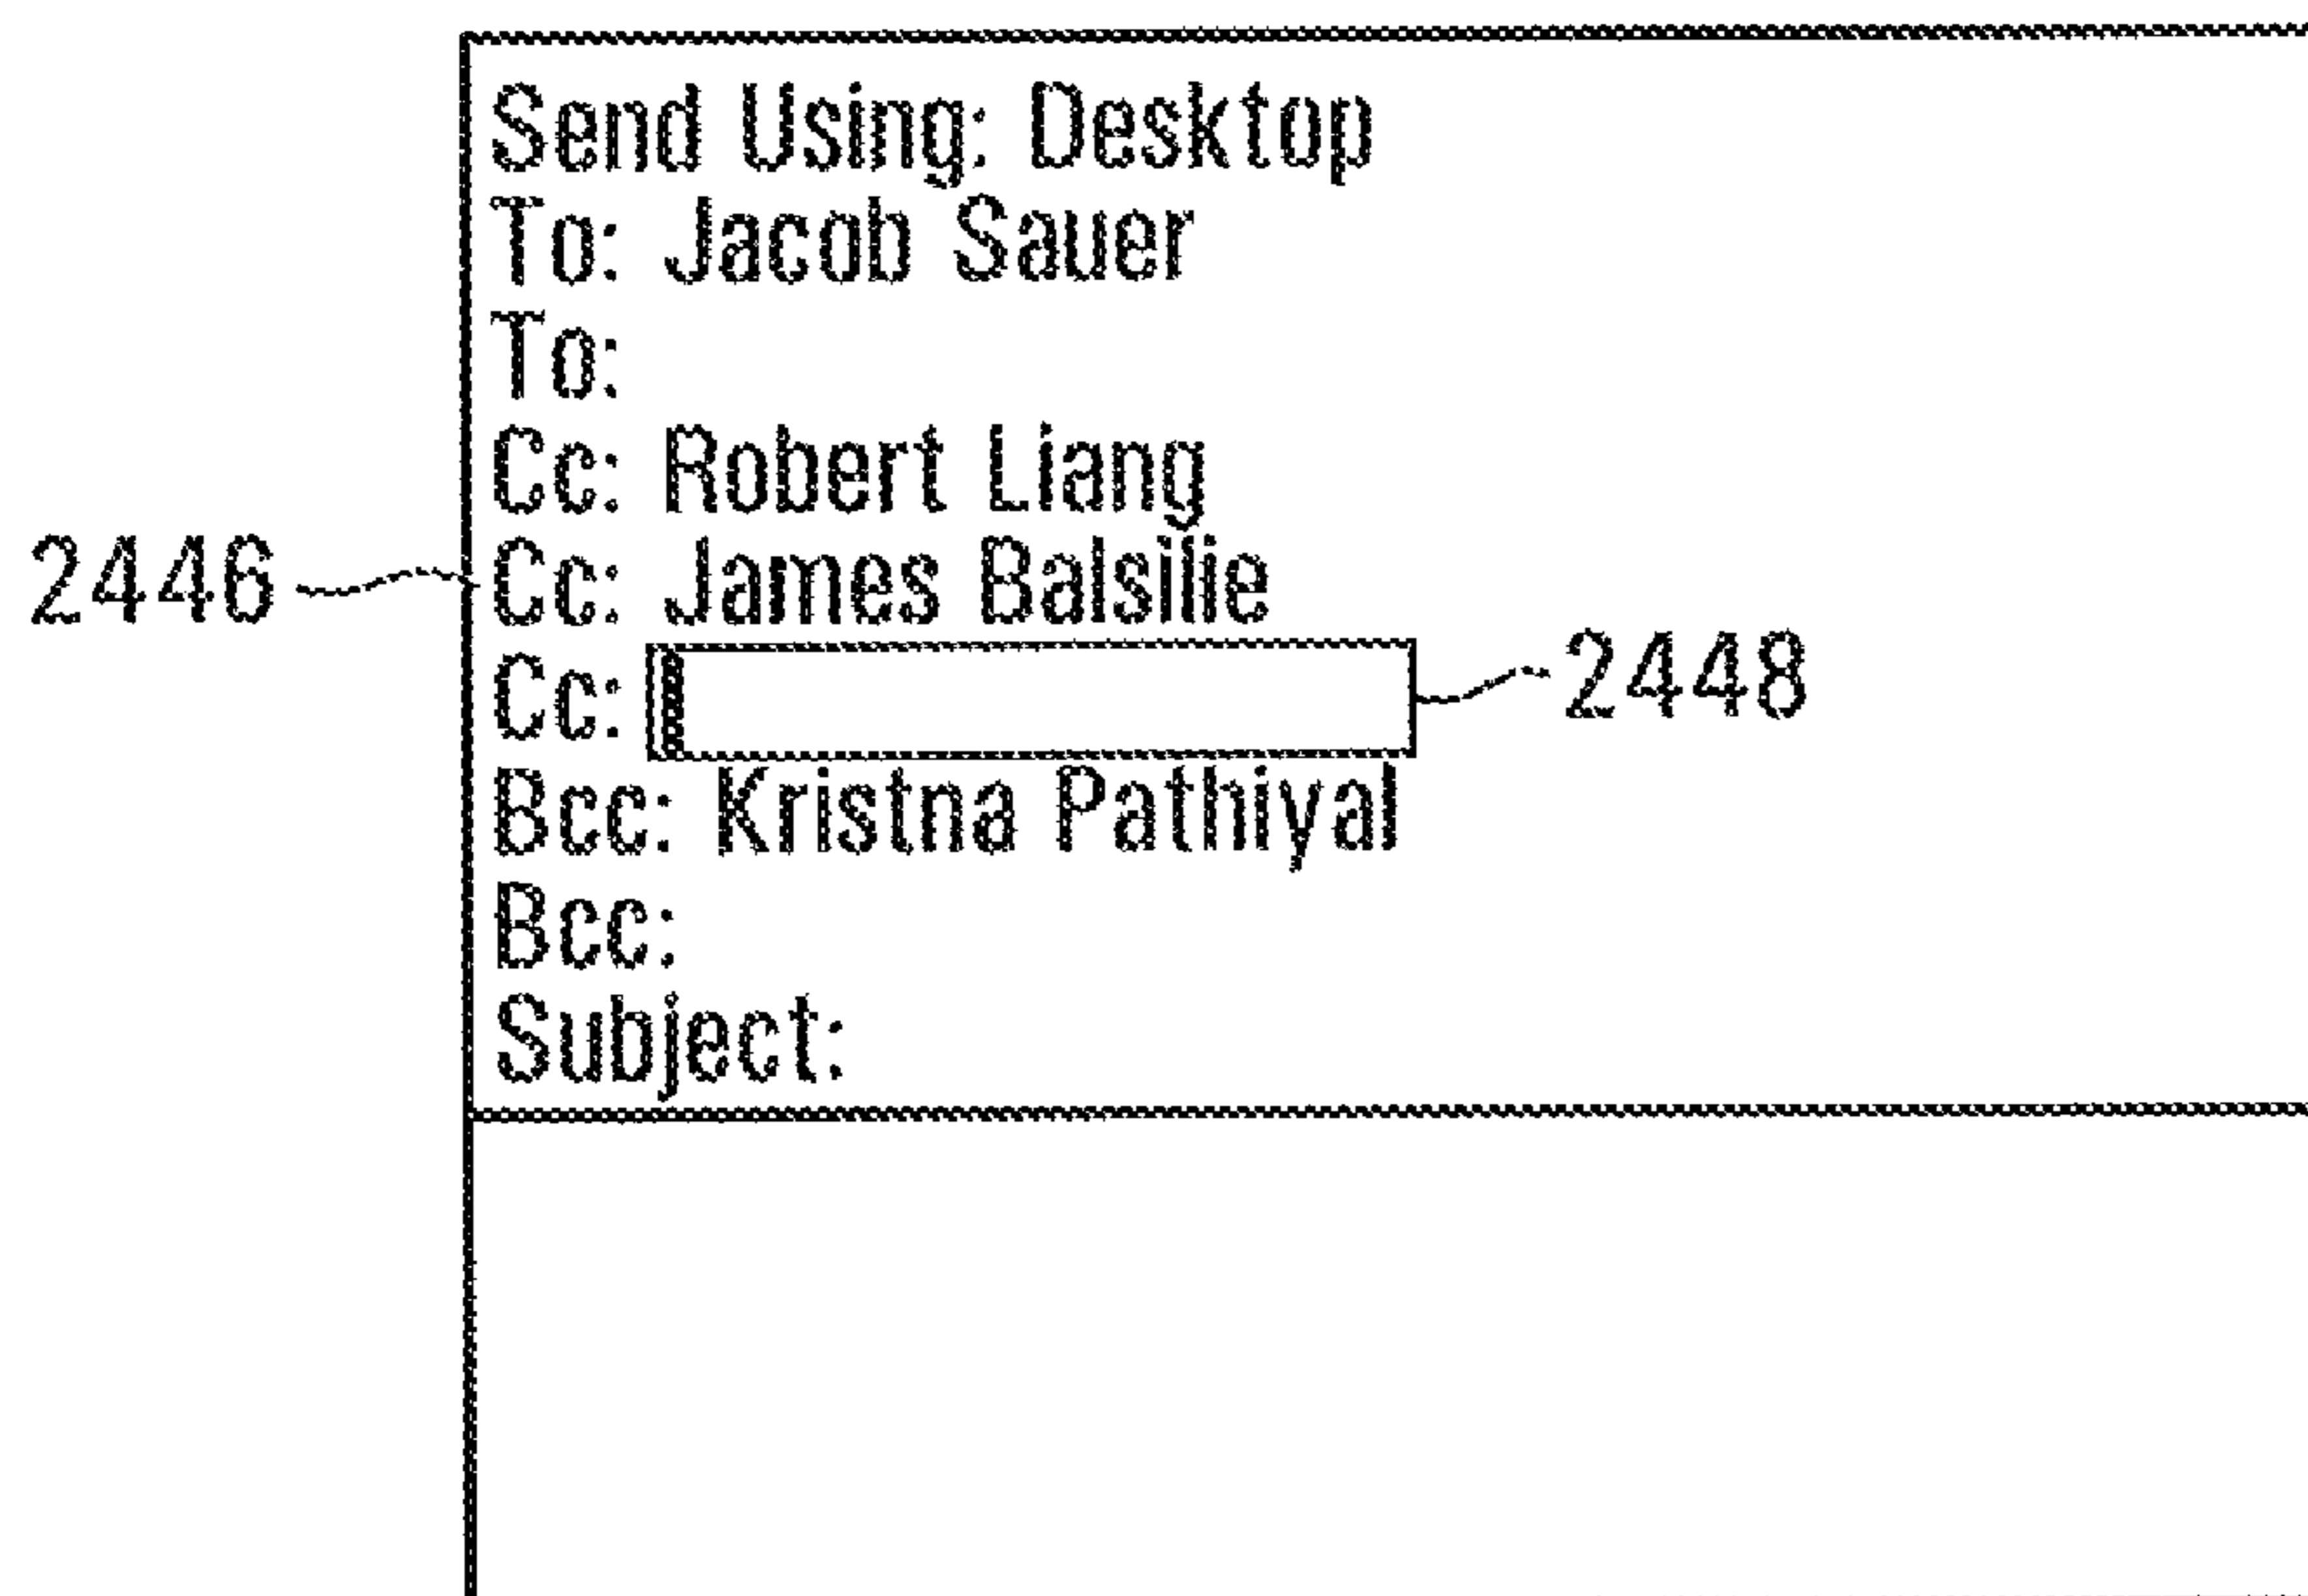 Send Using: Desktop
To: Jacob Sauer
To:
Cc: Robert Liang
2446 Cc: James Balsilie
Cc: 2448
Bcc: Kristna Pathiyal
Bcc:
Subject: